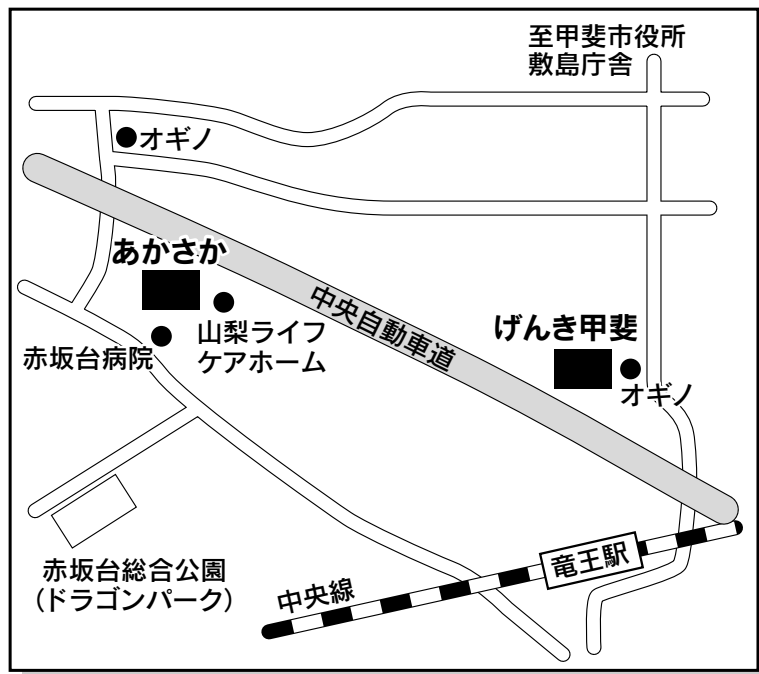 至甲斐市役所
敷島庁舎
オギノ
あかさか
山梨ライフ
ケアホーム
赤坂台病院
中央自動車道
げんき甲斐
オギノ
竜王駅
中央線
赤坂台総合公園
(ドラゴンパーク)